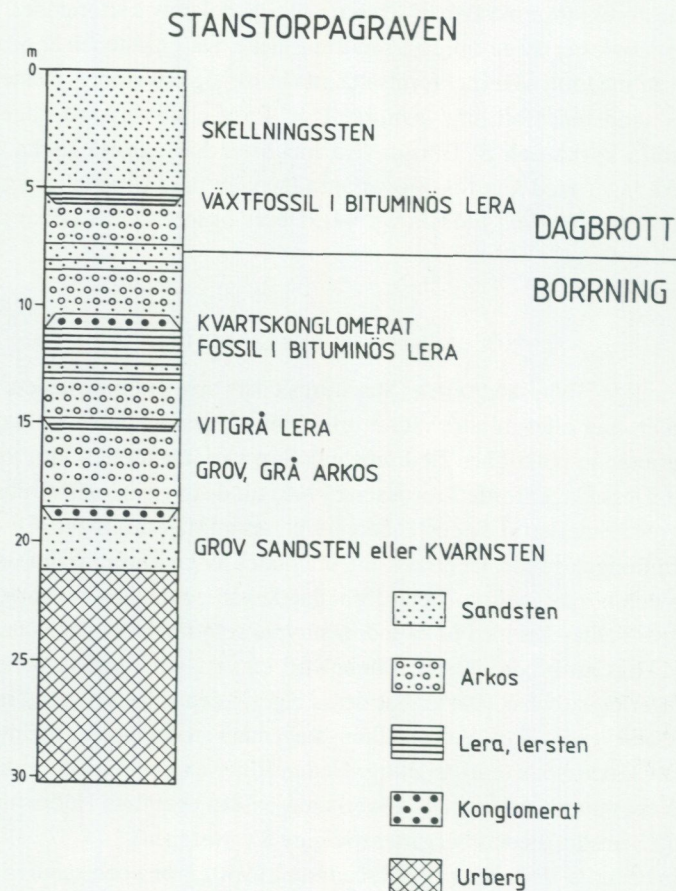 STANSTORPAGRAVEN
m
0
SKELLNINGSSTEN
5
VÄXTFOSSIL I BITUMINÖS LERA
DAGBROTT
BORRNING
10
KVARTSKONGLOMERAT
FOSSIL I BITUMINÖS LERA
15
VITGRÅ LERA
GROV, GRÅ ARKOS
20
GROV SANDSTEN eller KVARNSTEN
Sandsten
25
Arkos
Lera, lersten
30
Konglomerat
Urberg